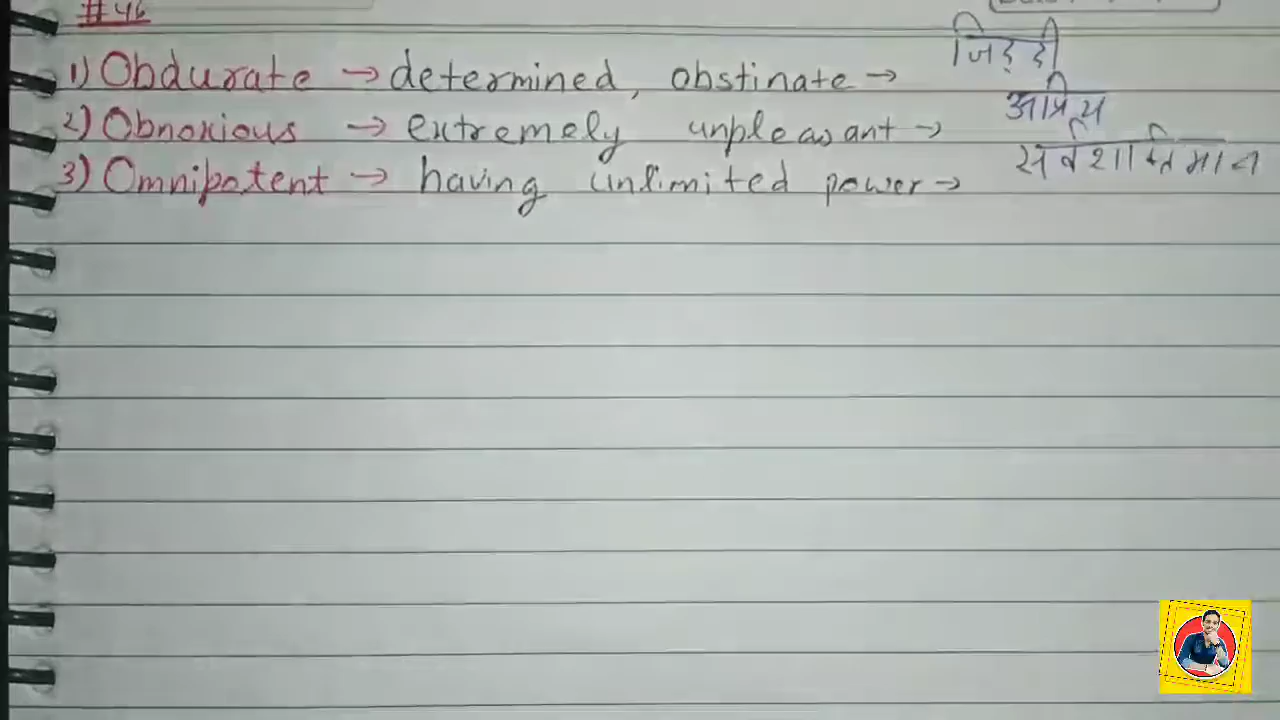 #46
1) Obdurate → determined, obstinate → जिद्दी
2) Obnoxious → extremely unpleasant → अप्रिय
3) Omnipotent → having unlimited power → सर्वशक्तिमान